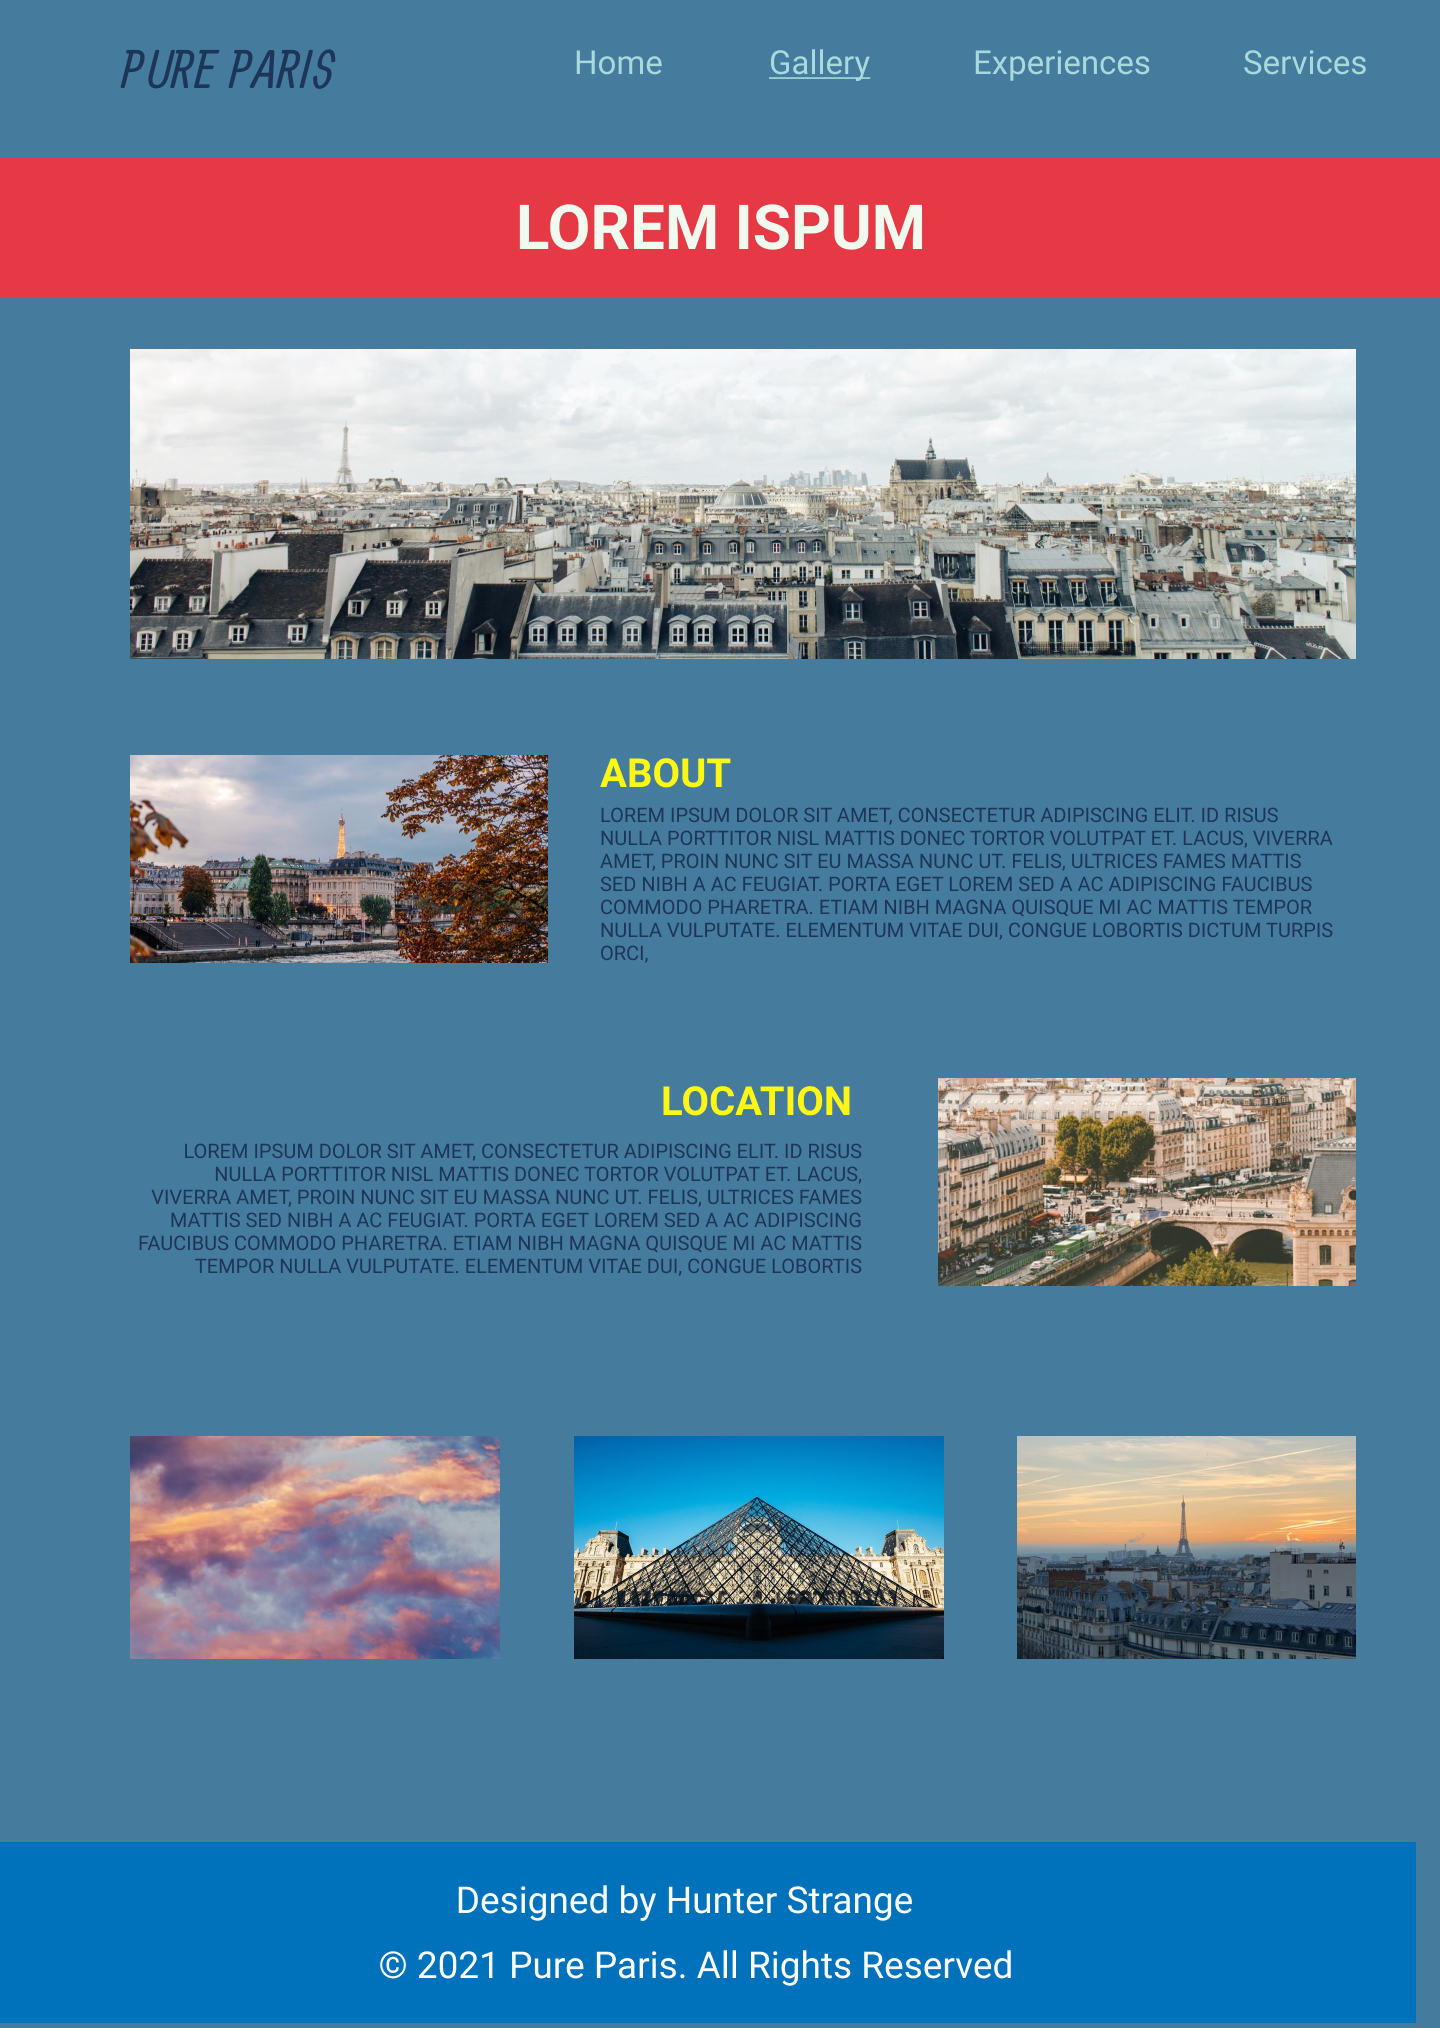 PURE PARIS
Home Gallery Experiences Services
LOREM ISPUM
ABOUT
LOREM IPSUM DOLOR SIT AMET, CONSECTETUR ADIPISCING ELIT. ID RISUS
NULLA PORTTITOR NISL MATTIS DONEC TORTOR VOLUTPAT ET. LACUS, VIVERRA
AMET, PROIN NUNC SIT EU MASSA NUNC UT. FELIS, ULTRICES FAMES MATTIS
SED NIBH A AC FEUGIAT. PORTA EGET LOREM SED A AC ADIPISCING FAUCIBUS
COMMODO PHARETRA. ETIAM NIBH MAGNA QUISQUE MI AC MATTIS TEMPOR
NULLA VULPUTATE. ELEMENTUM VITAE DUI, CONGUE LOBORTIS DICTUM TURPIS
ORCI,
LOCATION
LOREM IPSUM DOLOR SIT AMET, CONSECTETUR ADIPISCING ELIT. ID RISUS
NULLA PORTTITOR NISL MATTIS DONEC TORTOR VOLUTPAT ET. LACUS,
VIVERRA AMET, PROIN NUNC SIT EU MASSA NUNC UT. FELIS, ULTRICES FAMES
MATTIS SED NIBH A AC FEUGIAT. PORTA EGET LOREM SED A AC ADIPISCING
FAUCIBUS COMMODO PHARETRA. ETIAM NIBH MAGNA QUISQUE MI AC MATTIS
TEMPOR NULLA VULPUTATE. ELEMENTUM VITAE DUI, CONGUE LOBORTIS
Designed by Hunter Strange
© 2021 Pure Paris. All Rights Reserved